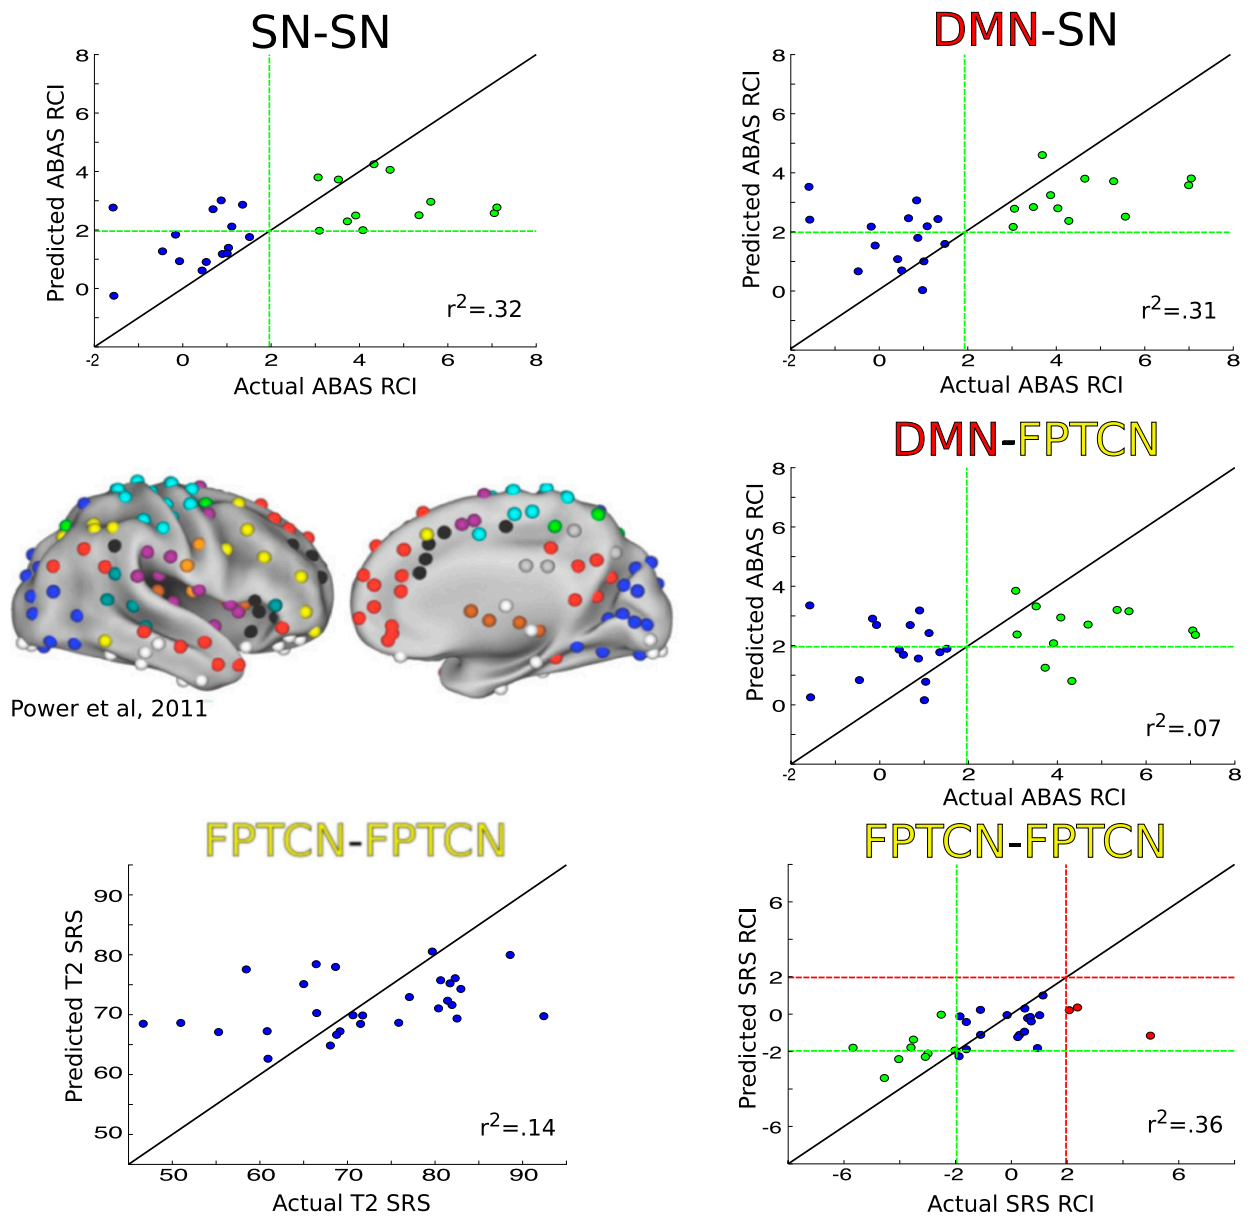 SN-SN
Predicted ABAS RCI
8
6
4
2
0
-2 0 2 4 6 8
r²=.32
Actual ABAS RCI
DMN-SN
Predicted ABAS RCI
8
6
4
2
0
-2 0 2 4 6 8
r²=.31
Actual ABAS RCI
Power et al, 2011
DMN-FPTCN
Predicted ABAS RCI
8
6
4
2
0
-2 0 2 4 6 8
r²=.07
Actual ABAS RCI
FPTCN-FPTCN
Predicted T2 SRS
90
80
70
60
50
50 60 70 80 90
r²=.14
Actual T2 SRS
FPTCN-FPTCN
Predicted SRS RCI
6
2
0
-2
-6
-6 -2 0 2 6
r²=.36
Actual SRS RCI